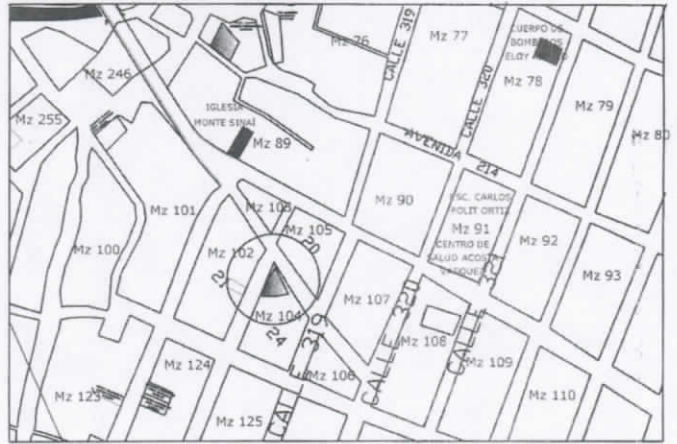 Mz 76
CALLE 319
Mz 77
CUERPO DE
BOMBEROS
ELOY
CALLE 320
Mz 78
Mz 79
Mz 80
Mz 246
Mz 255
IGLESIA
MONTE SINAÍ
Mz 89
AVENIDA 214
Mz 90
ESC. CARLOS
POLIT ORTIZ
Mz 91
CENTRO DE
SALUD ACOSTA
VASQUEZ
Mz 92
Mz 93
Mz 100
Mz 101
Mz 102
Mz 103
Mz 105
20
24
Mz 104
CALLE 319
Mz 106
Mz 107
CALLE 320
Mz 108
CALLE
Mz 109
Mz 110
Mz 123
Mz 124
Mz 125